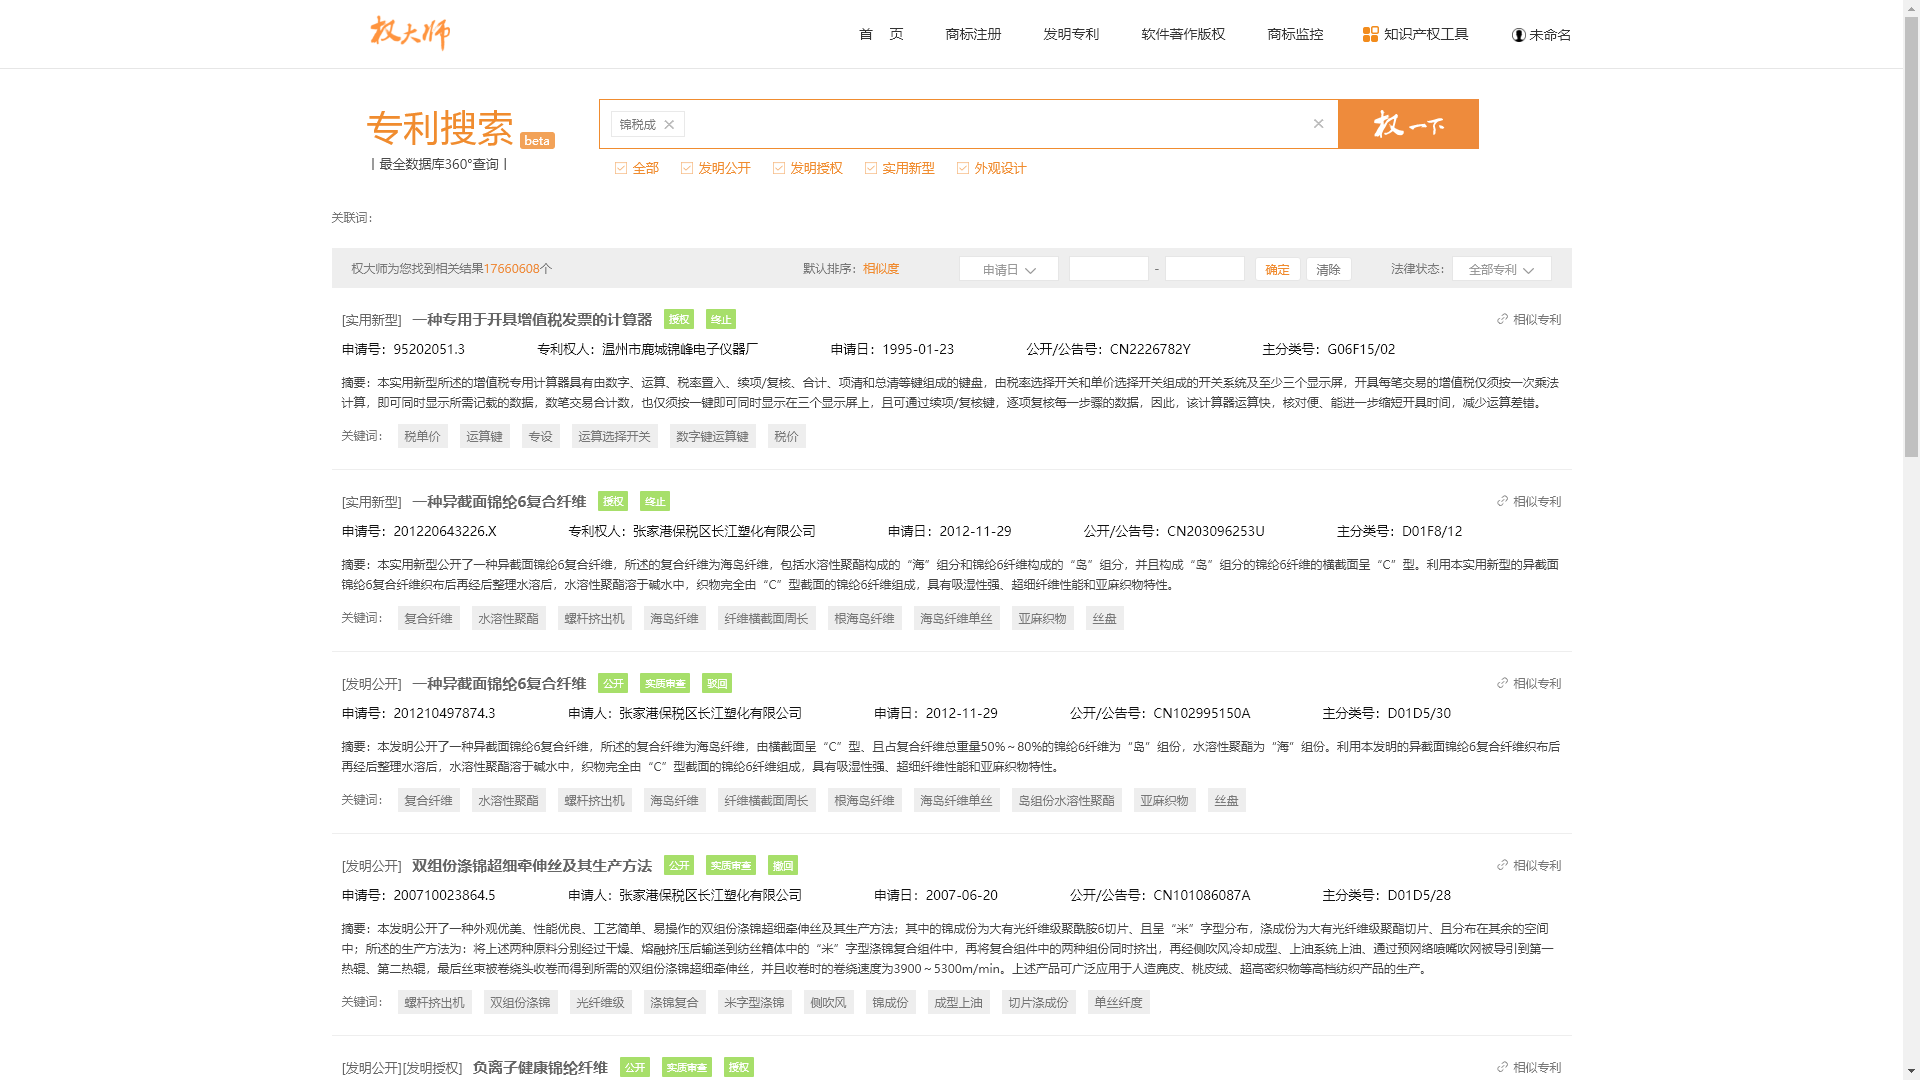 权大师
首 页 商标注册 发明专利 软件著作版权 商标监控 知识产权工具 未命名
专利搜索 beta
丨最全数据库360°查询丨
锦税成 × × 权一下
全部 发明公开 发明授权 实用新型 外观设计
关联词：
权大师为您找到相关结果17660608个 默认排序：相似度 申请日 - 确定 清除 法律状态： 全部专利
[实用新型] 一种专用于开具增值税发票的计算器 授权 终止 相似专利
申请号：95202051.3 专利权人：温州市鹿城锦峰电子仪器厂 申请日：1995-01-23 公开/公告号：CN2226782Y 主分类号：G06F15/02
摘要：本实用新型所述的增值税专用计算器具有由数字、运算、税率置入、续项/复核、合计、项清和总清等键组成的键盘，由税率选择开关和单价选择开关组成的开关系统及至少三个显示屏，开具每笔交易的增值税仅须按一次乘法
计算，即可同时显示所需记载的数据，数笔交易合计数，也仅须按一键即可同时显示在三个显示屏上，且可通过续项/复核键，逐项复核每一步骤的数据，因此，该计算器运算快，核对便、能进一步缩短开具时间，减少运算差错。
关键词： 税单价 运算键 专设 运算选择开关 数字键运算键 税价
[实用新型] 一种异截面锦纶6复合纤维 授权 终止 相似专利
申请号：201220643226.X 专利权人：张家港保税区长江塑化有限公司 申请日：2012-11-29 公开/公告号：CN203096253U 主分类号：D01F8/12
摘要：本实用新型公开了一种异截面锦纶6复合纤维，所述的复合纤维为海岛纤维，包括水溶性聚酯构成的“海”组分和锦纶6纤维构成的“岛”组分，并且构成“岛”组分的锦纶6纤维的横截面呈“C”型。利用本实用新型的异截面
锦纶6复合纤维织布后再经后整理水溶后，水溶性聚酯溶于碱水中，织物完全由“C”型截面的锦纶6纤维组成，具有吸湿性强、超细纤维性能和亚麻织物特性。
关键词： 复合纤维 水溶性聚酯 螺杆挤出机 海岛纤维 纤维横截面周长 根海岛纤维 海岛纤维单丝 亚麻织物 丝盘
[发明公开] 一种异截面锦纶6复合纤维 公开 实质审查 驳回 相似专利
申请号：201210497874.3 申请人：张家港保税区长江塑化有限公司 申请日：2012-11-29 公开/公告号：CN102995150A 主分类号：D01D5/30
摘要：本发明公开了一种异截面锦纶6复合纤维，所述的复合纤维为海岛纤维，由横截面呈“C”型、且占复合纤维总重量50%～80%的锦纶6纤维为“岛”组份，水溶性聚酯为“海”组份。利用本发明的异截面锦纶6复合纤维织布后
再经后整理水溶后，水溶性聚酯溶于碱水中，织物完全由“C”型截面的锦纶6纤维组成，具有吸湿性强、超细纤维性能和亚麻织物特性。
关键词： 复合纤维 水溶性聚酯 螺杆挤出机 海岛纤维 纤维横截面周长 根海岛纤维 海岛纤维单丝 岛组份水溶性聚酯 亚麻织物 丝盘
[发明公开] 双组份涤锦超细牵伸丝及其生产方法 公开 实质审查 撤回 相似专利
申请号：200710023864.5 申请人：张家港保税区长江塑化有限公司 申请日：2007-06-20 公开/公告号：CN101086087A 主分类号：D01D5/28
摘要：本发明公开了一种外观优美、性能优良、工艺简单、易操作的双组份涤锦超细牵伸丝及其生产方法；其中的锦成份为大有光纤维级聚酰胺6切片、且呈“米”字型分布，涤成份为大有光纤维级聚酯切片、且分布在其余的空间
中；所述的生产方法为：将上述两种原料分别经过干燥、熔融挤压后输送到纺丝箱体中的“米”字型涤锦复合组件中，再将复合组件中的两种组份同时挤出，再经侧吹风冷却成型、上油系统上油、通过预网络喷嘴吹网被导引到第一
热辊、第二热辊，最后丝束被卷绕头收卷而得到所需的双组份涤锦超细牵伸丝，并且收卷时的卷绕速度为3900～5300m/min。上述产品可广泛应用于人造麂皮、桃皮绒、超高密织物等高档纺织产品的生产。
关键词： 螺杆挤出机 双组份涤锦 光纤维级 涤锦复合 米字型涤锦 侧吹风 锦成份 成型上油 切片涤成份 单丝纤度
[发明公开][发明授权] 负离子健康锦纶纤维 公开 实质审查 授权 相似专利